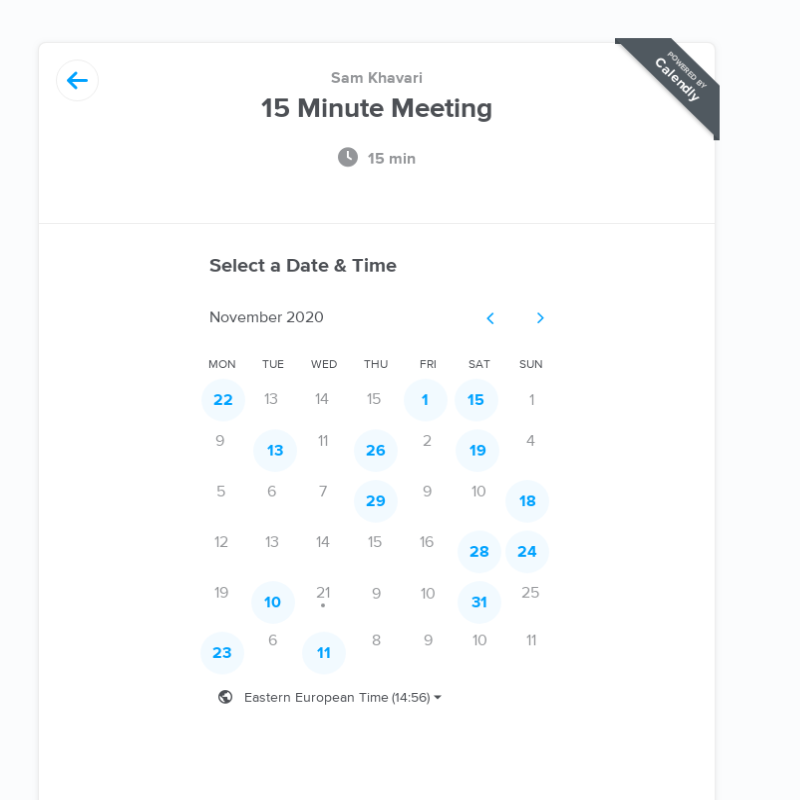 POWERED BY
Calendly
Sam Khavari
15 Minute Meeting
15 min
Select a Date & Time
November 2020
MON TUE WED THU FRI SAT SUN
22 13 14 15 1 15 1
9 13 11 26 2 19 4
5 6 7 29 9 10 18
12 13 14 15 16 28 24
19 10 21 9 10 31 25
23 6 11 8 9 10 11
Eastern European Time (14:56)